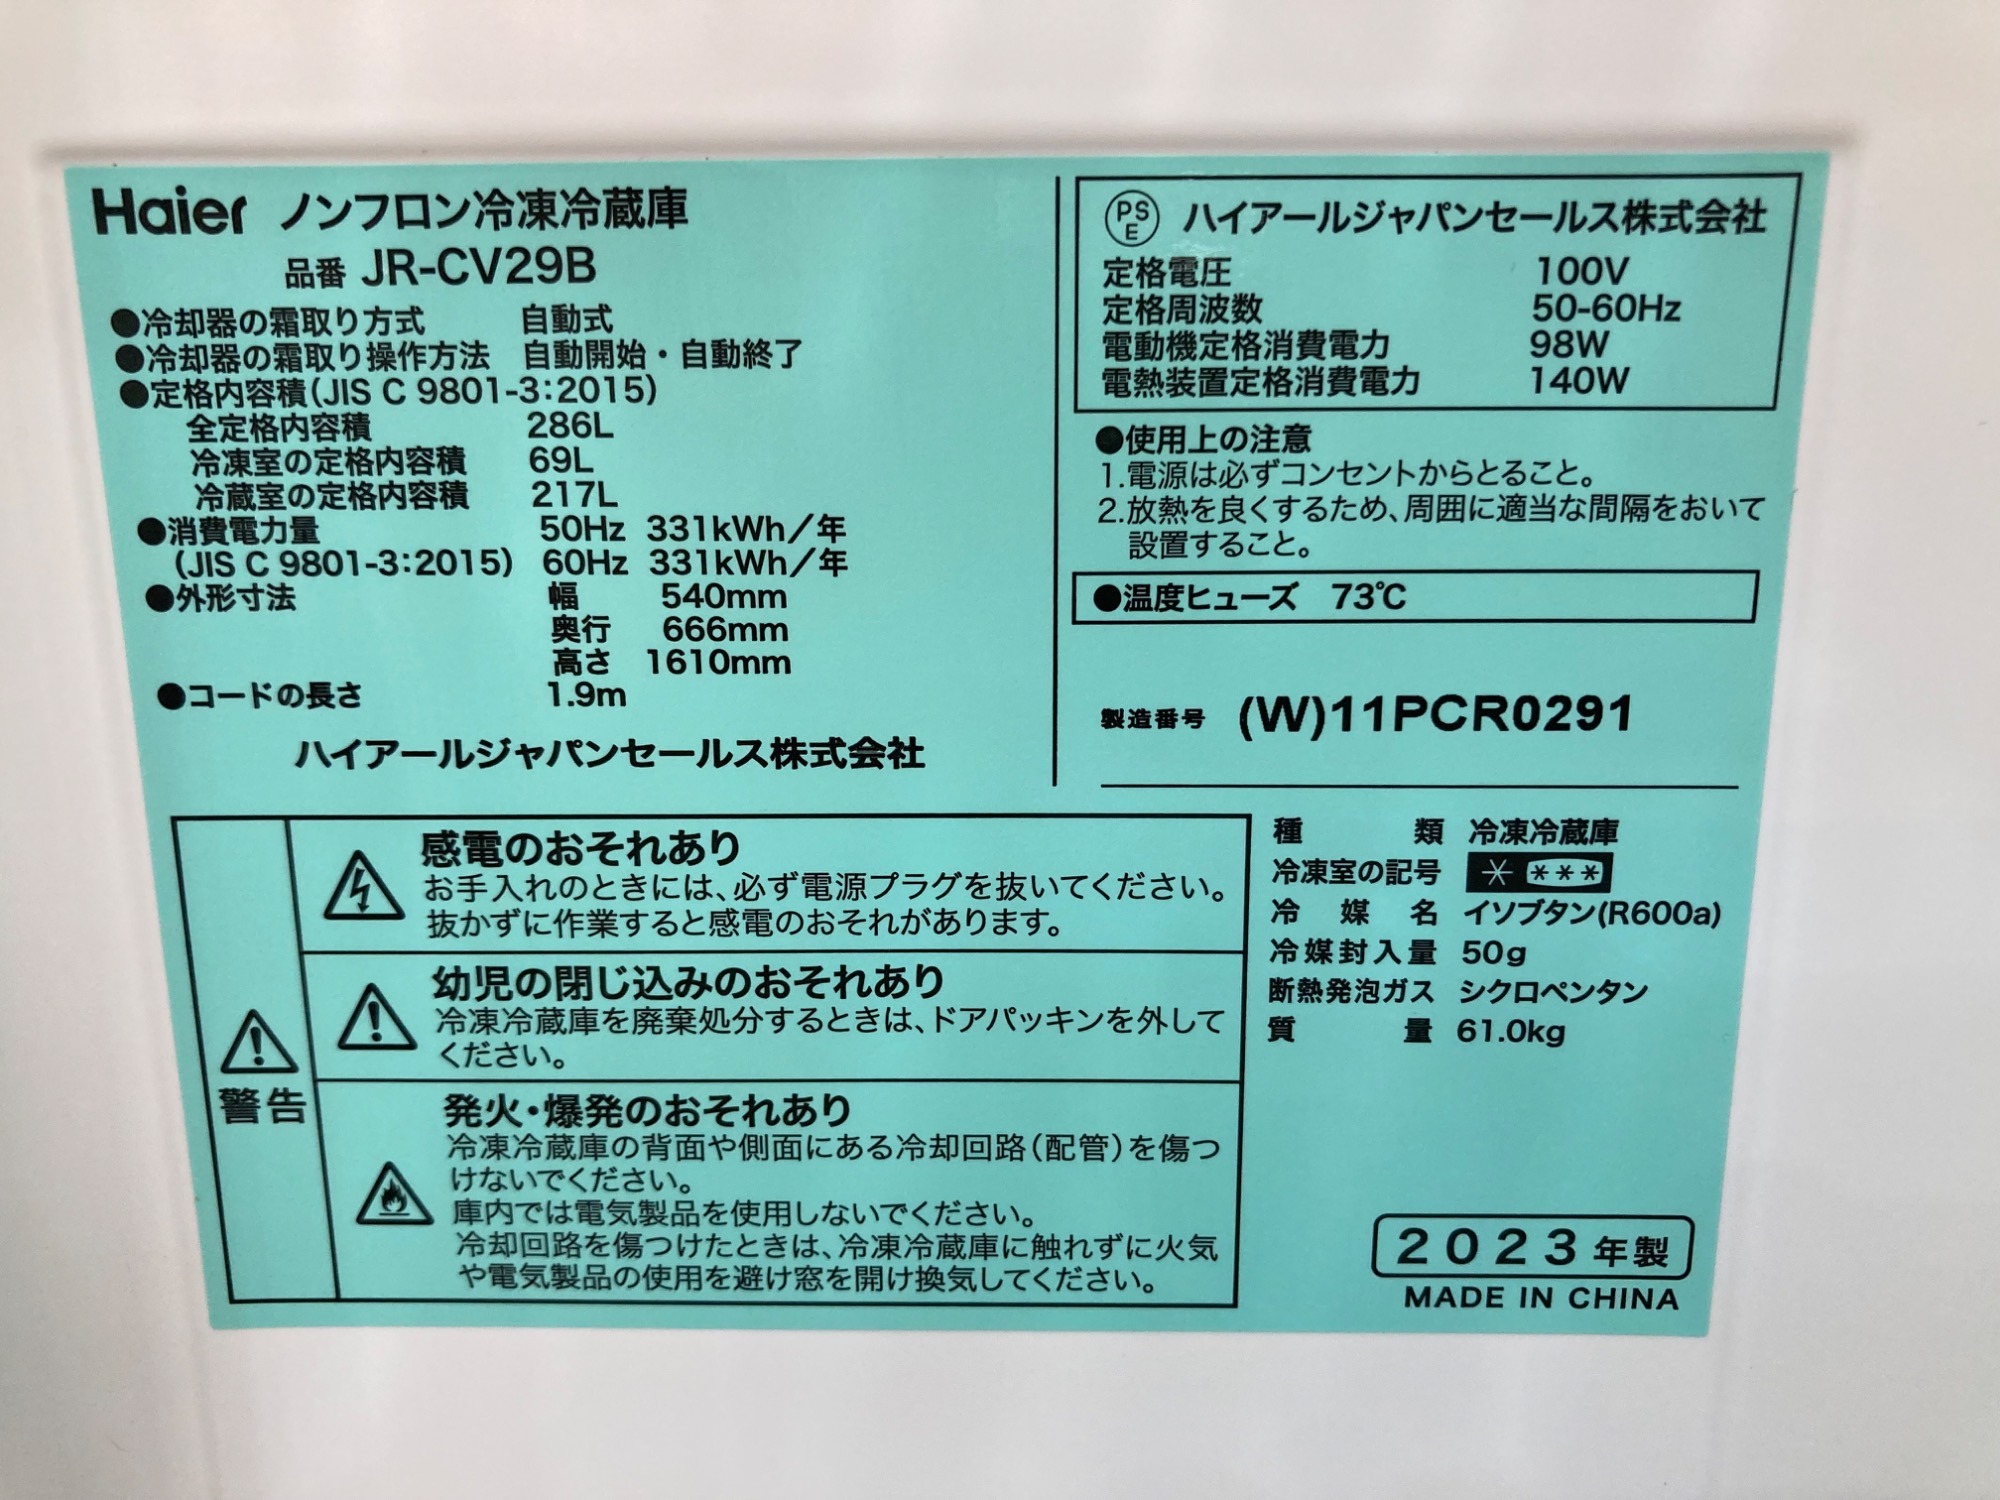 Haier ノンフロン冷凍冷蔵庫
品番 JR-CV29B
●冷却器の霜取り方式 自動式
●冷却器の霜取り操作方法 自動開始・自動終了
●定格内容積(JIS C 9801-3:2015)
全定格内容積 286L
冷凍室の定格内容積 69L
冷蔵室の定格内容積 217L
●消費電力量 50Hz 331kWh/年
(JIS C 9801-3:2015) 60Hz 331kWh/年
●外形寸法 幅 540mm
奥行 666mm
高さ 1610mm
●コードの長さ 1.9m
ハイアールジャパンセールス株式会社
PSE ハイアールジャパンセールス株式会社
定格電圧 100V
定格周波数 50-60Hz
電動機定格消費電力 98W
電熱装置定格消費電力 140W
●使用上の注意
1.電源は必ずコンセントからとること。
2.放熱を良くするため、周囲に適当な間隔をおいて
設置すること。
●温度ヒューズ 73℃
製造番号 (W)11PCR0291
警告
感電のおそれあり
お手入れのときには、必ず電源プラグを抜いてください。
抜かずに作業すると感電のおそれがあります。
幼児の閉じ込みのおそれあり
冷凍冷蔵庫を廃棄処分するときは、ドアパッキンを外して
ください。
発火・爆発のおそれあり
冷凍冷蔵庫の背面や側面にある冷却回路(配管)を傷つ
けないでください。
庫内では電気製品を使用しないでください。
冷却回路を傷つけたときは、冷凍冷蔵庫に触れずに火気
や電気製品の使用を避け窓を開け換気してください。
種類 冷凍冷蔵庫
冷凍室の記号 * ***
冷媒名 イソブタン(R600a)
冷媒封入量 50g
断熱発泡ガス シクロペンタン
質量 61.0kg
2023年製
MADE IN CHINA